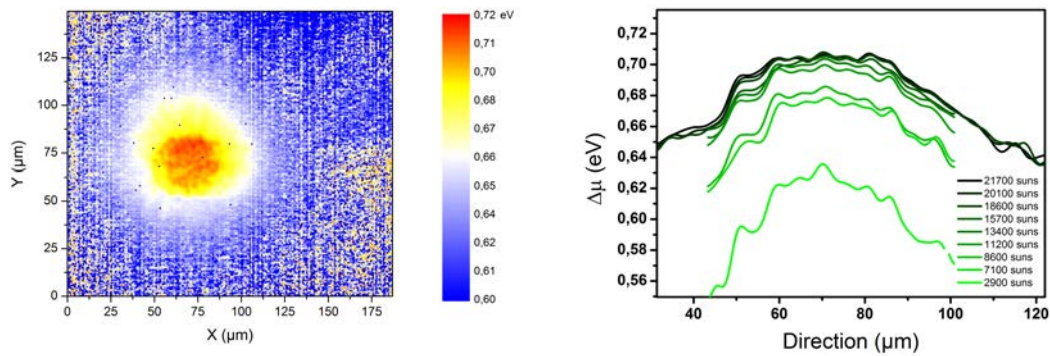 0,72 eV
0,71
0,70
0,69
0,67
0,66
0,65
0,63
0,62
0,61
0,60
150
125
100
75
50
25
0
0 25 50 75 100 125 150 175
Y (µm)
X (µm)
0,72
0,70
0,68
0,66
0,64
0,62
0,60
0,58
0,56
Δμ (eV)
21700 suns
20100 suns
18600 suns
15700 suns
13400 suns
11200 suns
8600 suns
7100 suns
2900 suns
40 60 80 100 120
Direction (µm)